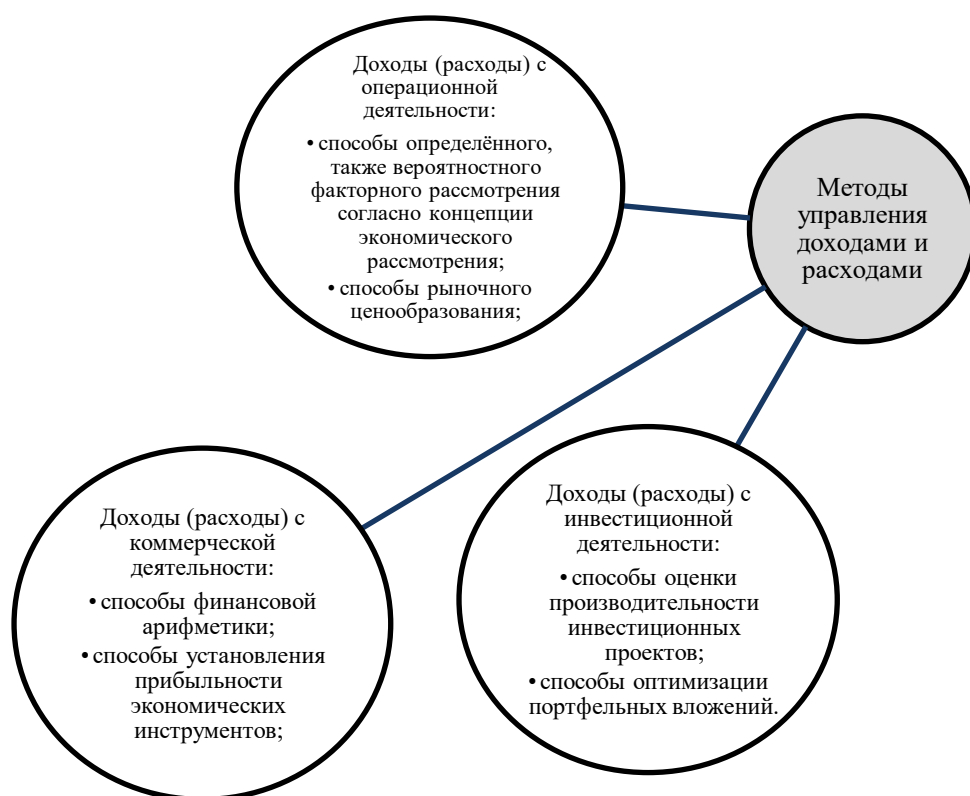 Доходы (расходы) с
операционной
деятельности:
• способы определённого,
также вероятностного
факторного рассмотрения
согласно концепции
экономического
рассмотрения;
• способы рыночного
ценообразования;
Методы
управления
доходами и
расходами
Доходы (расходы) с
коммерческой
деятельности:
• способы финансовой
арифметики;
• способы установления
прибыльности
экономических
инструментов;
Доходы (расходы) с
инвестиционной
деятельности:
• способы оценки
производительности
инвестиционных
проектов;
• способы оптимизации
портфельных вложений.